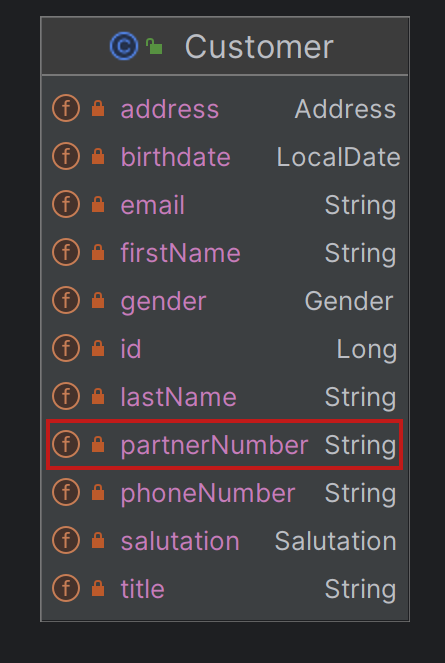 Customer
address Address
birthdate LocalDate
email String
firstName String
gender Gender
id Long
lastName String
partnerNumber String
phoneNumber String
salutation Salutation
title String